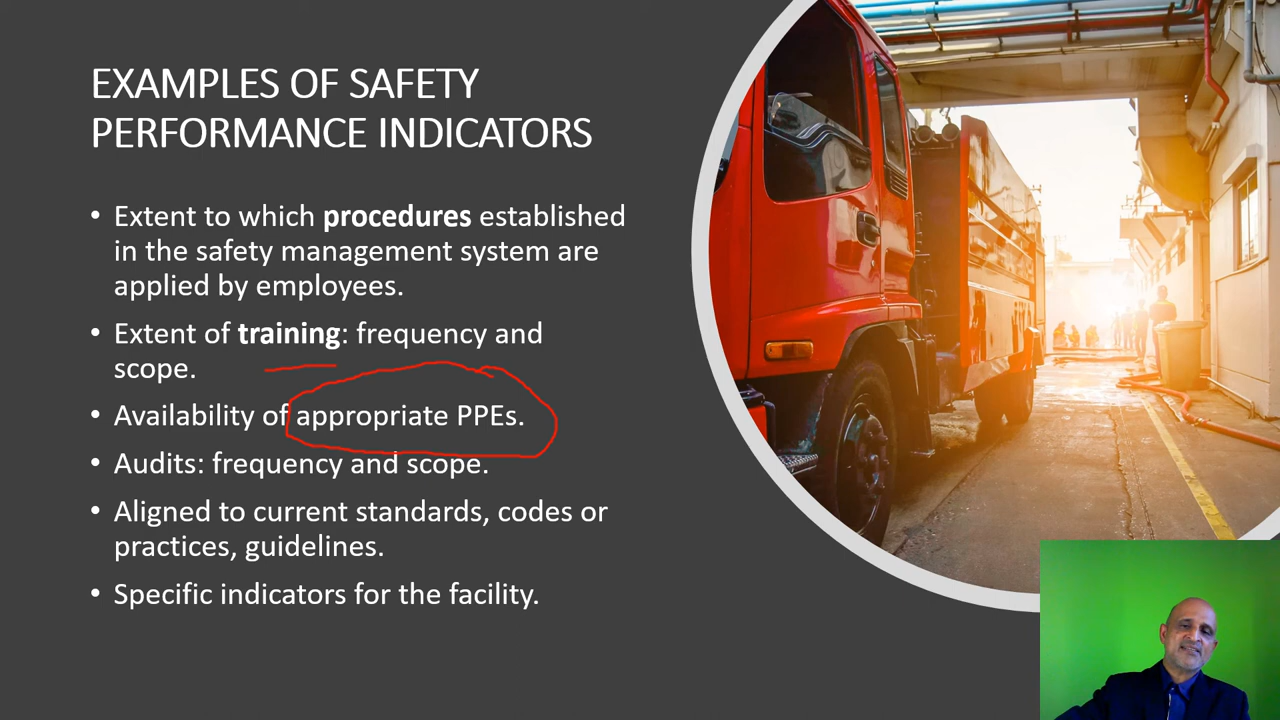 EXAMPLES OF SAFETY
PERFORMANCE INDICATORS
• Extent to which procedures established
in the safety management system are
applied by employees.
• Extent of training: frequency and
scope.
• Availability of appropriate PPEs.
• Audits: frequency and scope.
• Aligned to current standards, codes or
practices, guidelines.
• Specific indicators for the facility.